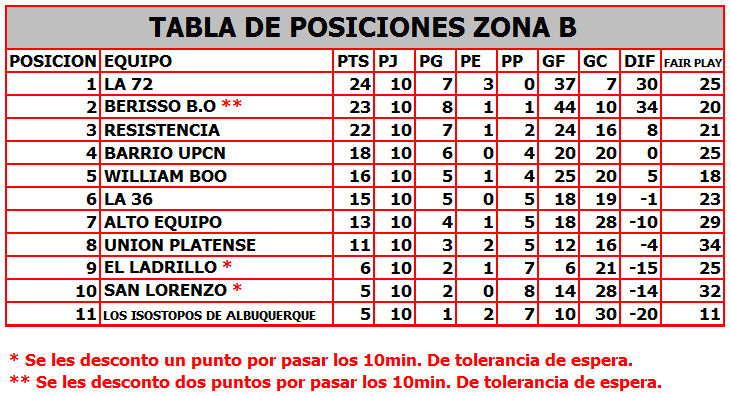 TABLA DE POSICIONES ZONA B
POSICION EQUIPO PTS PJ PG PE PP GF GC DIF FAIR PLAY
1 LA 72 24 10 7 3 0 37 7 30 25
2 BERISSO B.O ** 23 10 8 1 1 44 10 34 20
3 RESISTENCIA 22 10 7 1 2 24 16 8 21
4 BARRIO UPCN 18 10 6 0 4 20 20 0 25
5 WILLIAM BOO 16 10 5 1 4 25 20 5 18
6 LA 36 15 10 5 0 5 18 19 -1 23
7 ALTO EQUIPO 13 10 4 1 5 18 28 -10 29
8 UNION PLATENSE 11 10 3 2 5 12 16 -4 34
9 EL LADRILLO * 6 10 2 1 7 6 21 -15 25
10 SAN LORENZO * 5 10 2 0 8 14 28 -14 32
11 LOS ISOSTOPOS DE ALBUQUERQUE 5 10 1 2 7 10 30 -20 11
* Se les desconto un punto por pasar los 10min. De tolerancia de espera.
** Se les desconto dos puntos por pasar los 10min. De tolerancia de espera.